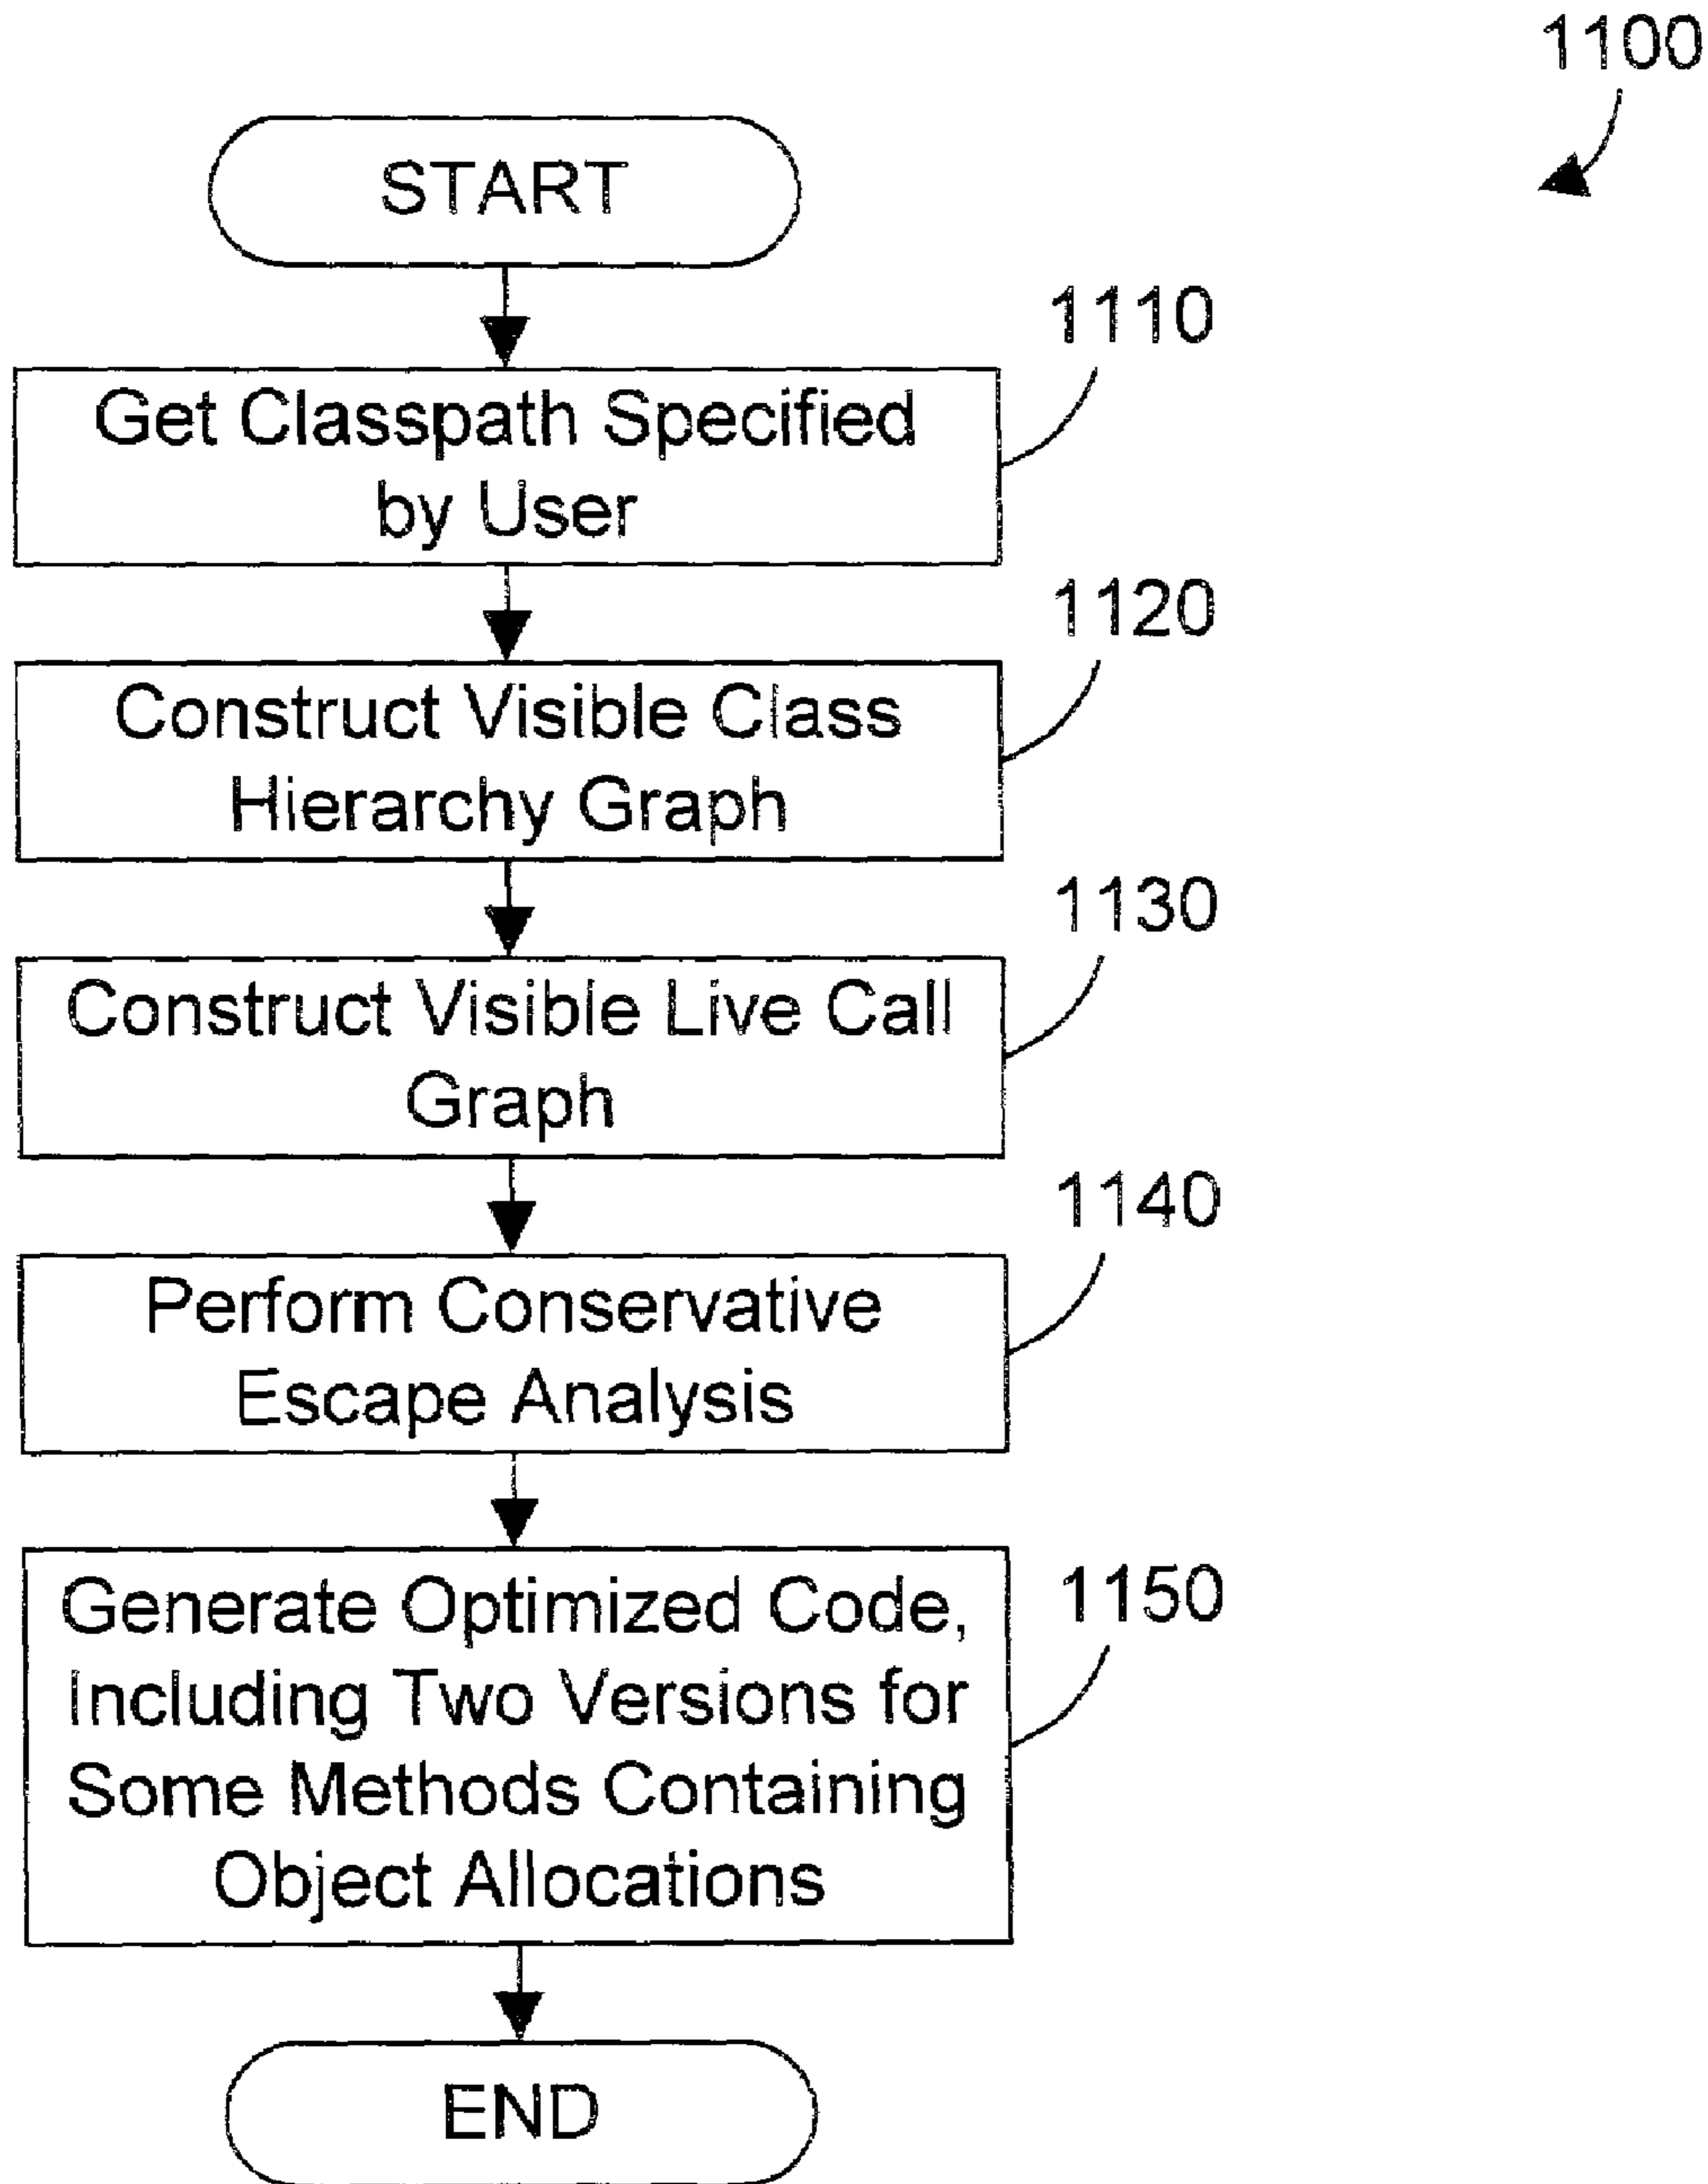 1100
START
1110
Get Classpath Specified
by User
1120
Construct Visible Class
Hierarchy Graph
1130
Construct Visible Live Call
Graph
1140
Perform Conservative
Escape Analysis
1150
Generate Optimized Code,
Including Two Versions for
Some Methods Containing
Object Allocations
END